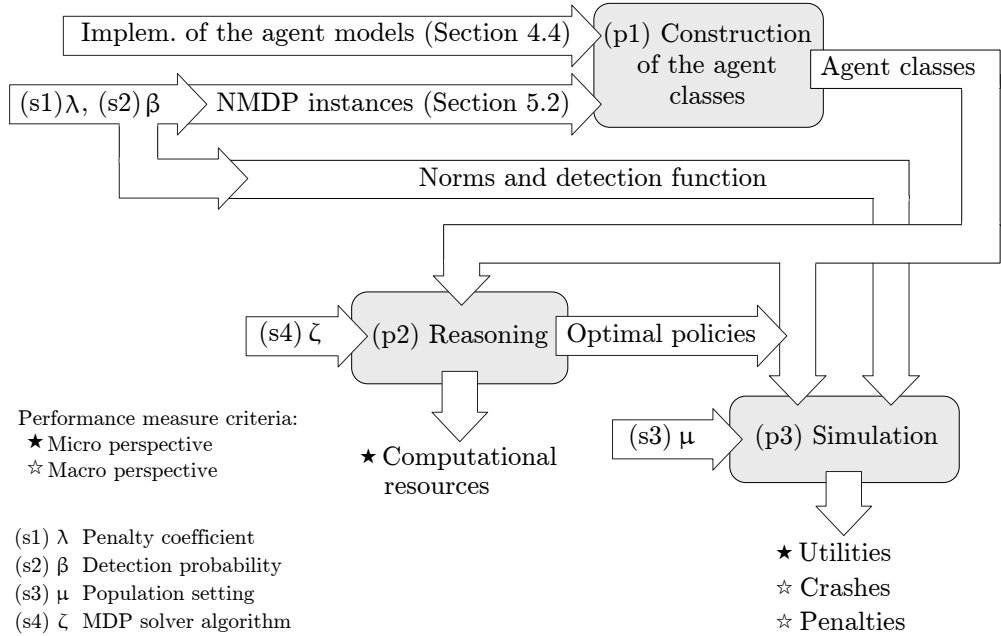 Implem. of the agent models (Section 4.4)
(p1) Construction
of the agent
classes
Agent classes
(s1) λ, (s2) β
NMDP instances (Section 5.2)
Norms and detection function
(s4) ζ
(p2) Reasoning
Optimal policies
(s3) μ
(p3) Simulation
Performance measure criteria:
★ Micro perspective
☆ Macro perspective
★ Computational
resources
(s1) λ Penalty coefficient
(s2) β Detection probability
(s3) μ Population setting
(s4) ζ MDP solver algorithm
★ Utilities
☆ Crashes
☆ Penalties